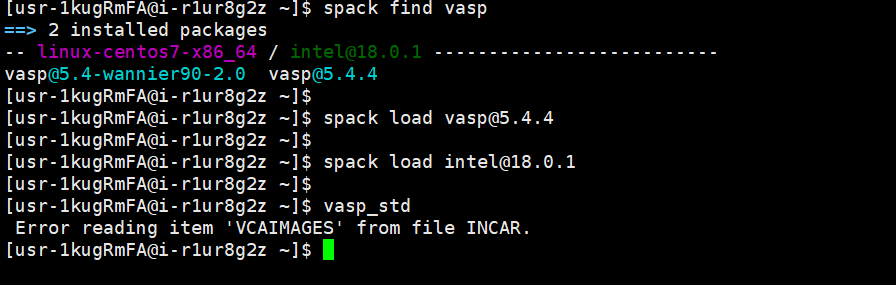 [usr-1kugRmFA@i-r1ur8g2z ~]$ spack find vasp
==> 2 installed packages
-- linux-centos7-x86_64 / intel@18.0.1 --------------------------
vasp@5.4-wannier90-2.0  vasp@5.4.4
[usr-1kugRmFA@i-r1ur8g2z ~]$
[usr-1kugRmFA@i-r1ur8g2z ~]$ spack load vasp@5.4.4
[usr-1kugRmFA@i-r1ur8g2z ~]$
[usr-1kugRmFA@i-r1ur8g2z ~]$ spack load intel@18.0.1
[usr-1kugRmFA@i-r1ur8g2z ~]$
[usr-1kugRmFA@i-r1ur8g2z ~]$ vasp_std
 Error reading item 'VCAIMAGES' from file INCAR.
[usr-1kugRmFA@i-r1ur8g2z ~]$